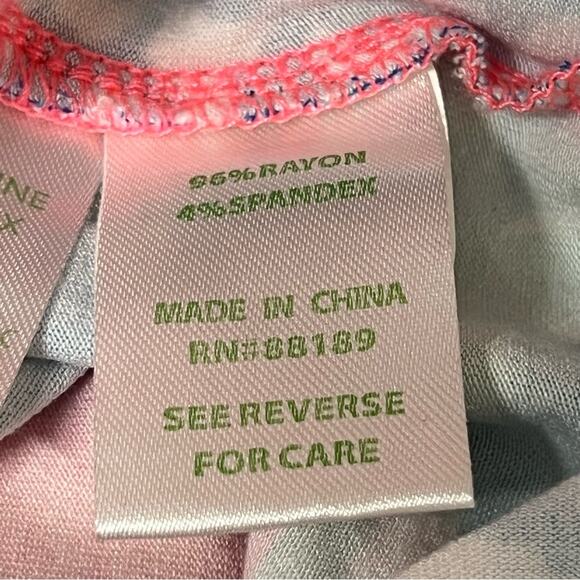 96%RAYON
4%SPANDEX
MADE IN CHINA
RN#88189
SEE REVERSE
FOR CARE